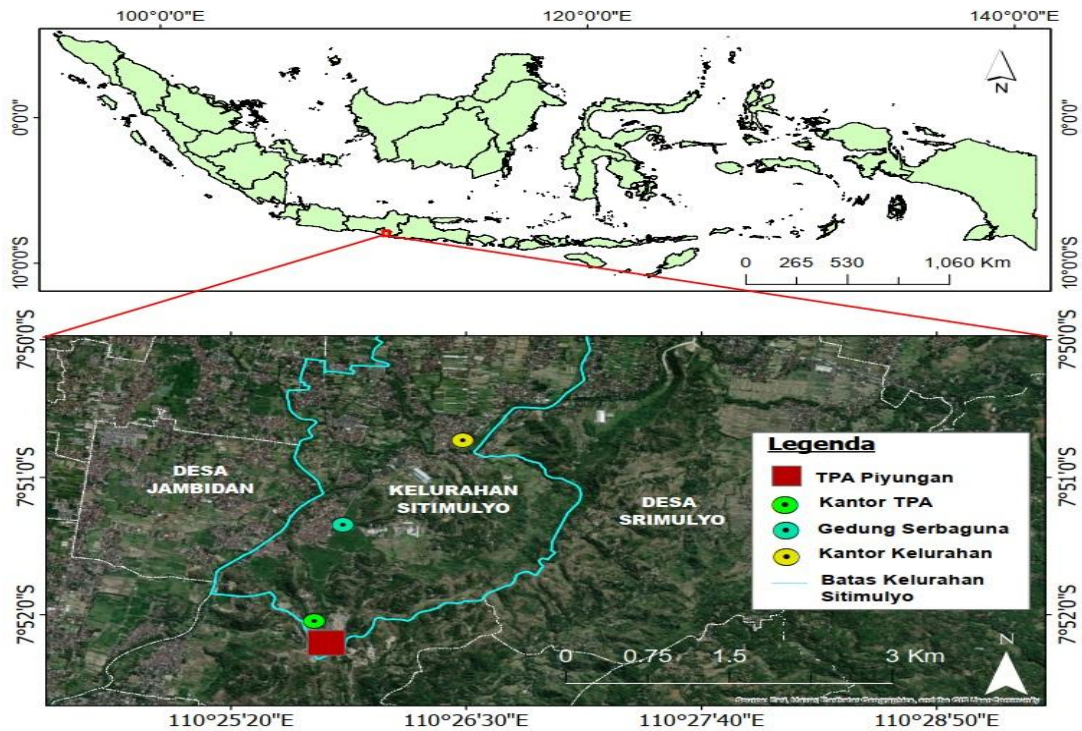 100°0'0"E 120°0'0"E 140°0'0"E
0°0'0" 0°0'0"
N
10°0'0"S 10°0'0"S
0 265 530 1,060 Km
7°50'0"S 7°50'0"S
DESA
JAMBIDAN
KELURAHAN
SITIMULYO
DESA
SRIMULYO
7°51'0"S 7°51'0"S
Legenda
TPA Piyungan
Kantor TPA
Gedung Serbaguna
Kantor Kelurahan
Batas Kelurahan
Sitimulyo
7°52'0"S 7°52'0"S
N
0 0.75 1.5 3 Km
110°25'20"E 110°26'30"E 110°27'40"E 110°28'50"E